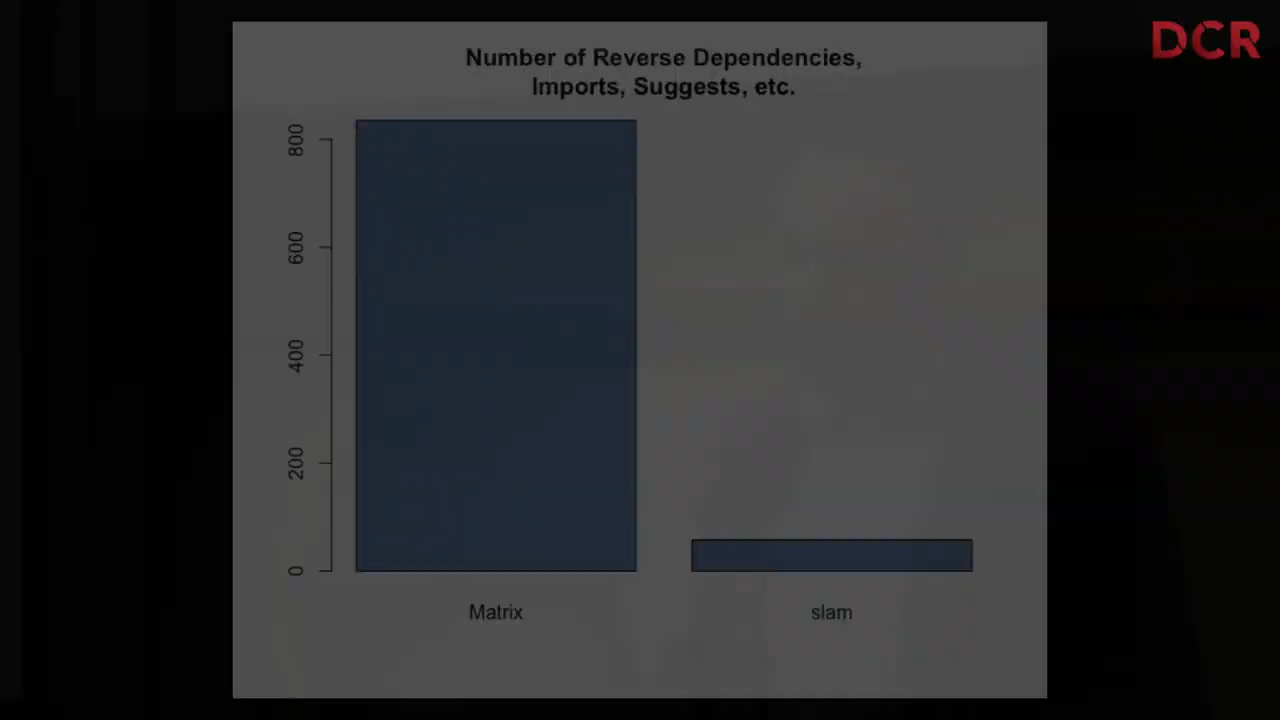 DCR
Number of Reverse Dependencies,
Imports, Suggests, etc.
800
600
400
200
0
Matrix
slam